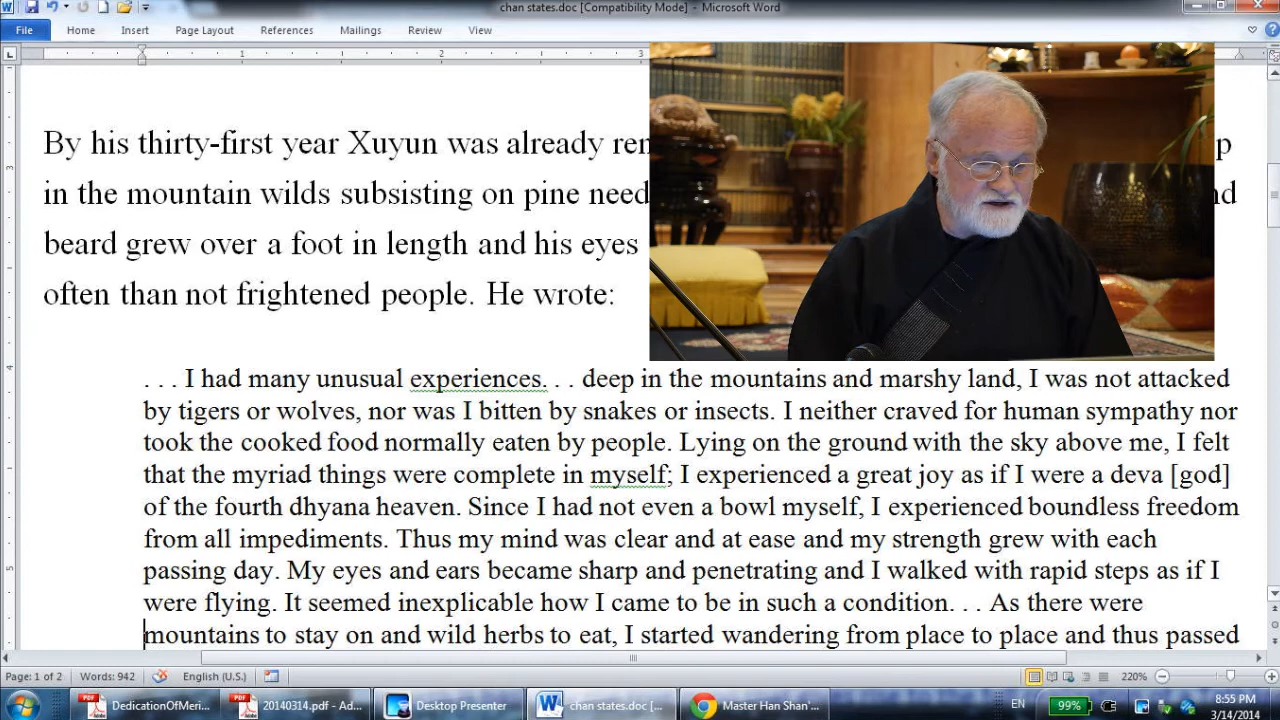 chan states.doc [Compatibility Mode] - Microsoft Word
File Home Insert Page Layout References Mailings Review View
1 2 3
By his thirty-first year Xuyun was already
in the mountain wilds subsisting on pine
beard grew over a foot in length and his eyes
often than not frightened people. He wrote:
. . . I had many unusual experiences. . . deep in the mountains and marshy land, I was not attacked
by tigers or wolves, nor was I bitten by snakes or insects. I neither craved for human sympathy nor
took the cooked food normally eaten by people. Lying on the ground with the sky above me, I felt
that the myriad things were complete in myself; I experienced a great joy as if I were a deva [god]
of the fourth dhyana heaven. Since I had not even a bowl myself, I experienced boundless freedom
from all impediments. Thus my mind was clear and at ease and my strength grew with each
passing day. My eyes and ears became sharp and penetrating and I walked with rapid steps as if I
were flying. It seemed inexplicable how I came to be in such a condition. . . As there were
mountains to stay on and wild herbs to eat, I started wandering from place to place and thus passed
Page: 1 of 2 Words: 942 English (U.S.) 220%
DedicationOfMeri... 20140314.pdf - Ad... Desktop Presenter chan states.doc [... Master Han Shan'... EN 99% 8:55 PM
3/14/2014